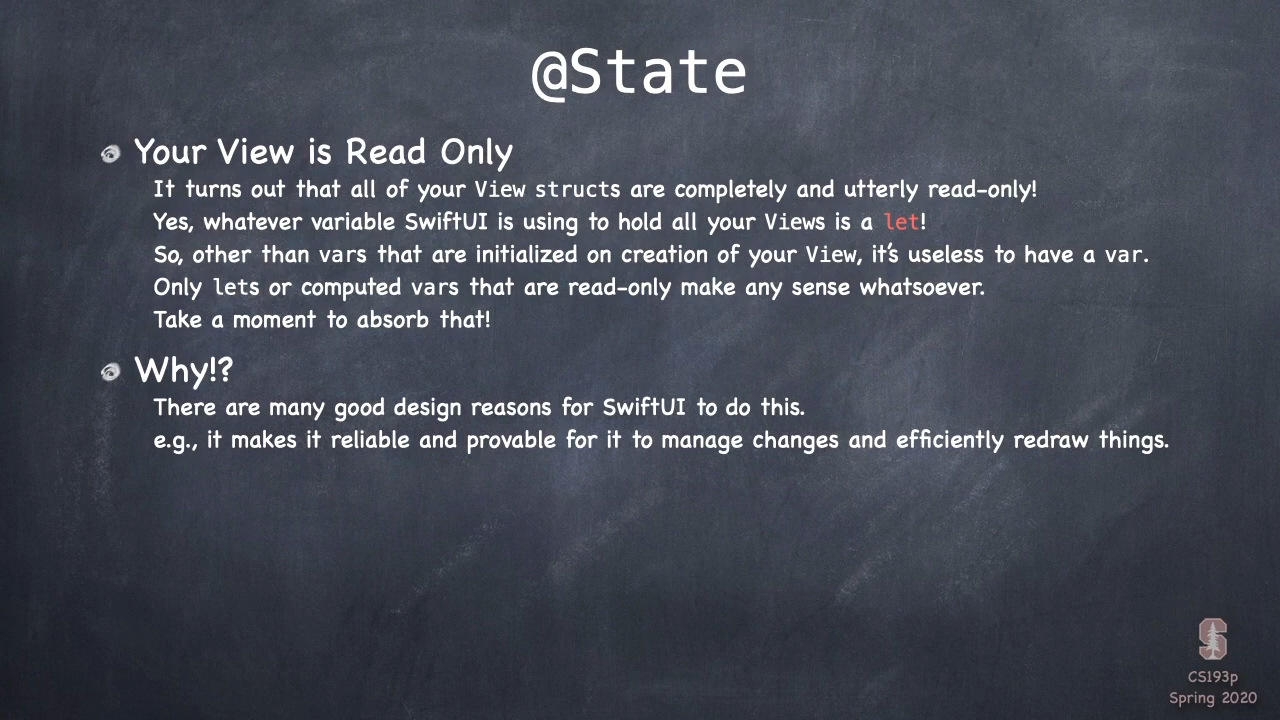 @State
Your View is Read Only
It turns out that all of your View structs are completely and utterly read-only!
Yes, whatever variable SwiftUI is using to hold all your Views is a let!
So, other than vars that are initialized on creation of your View, it's useless to have a var.
Only lets or computed vars that are read-only make any sense whatsoever.
Take a moment to absorb that!
Why!?
There are many good design reasons for SwiftUI to do this.
e.g., it makes it reliable and provable for it to manage changes and efficiently redraw things.
S
CS193p
Spring 2020